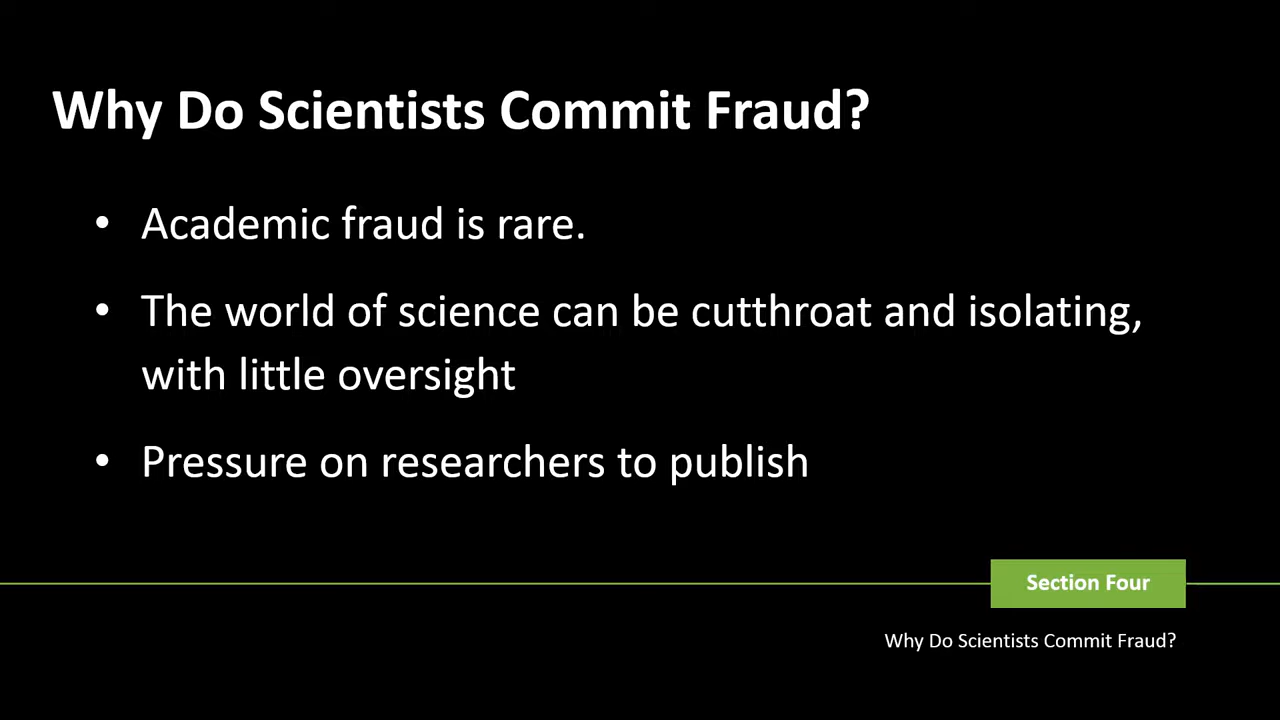 Why Do Scientists Commit Fraud?
• Academic fraud is rare.
• The world of science can be cutthroat and isolating,
with little oversight
• Pressure on researchers to publish
Section Four
Why Do Scientists Commit Fraud?